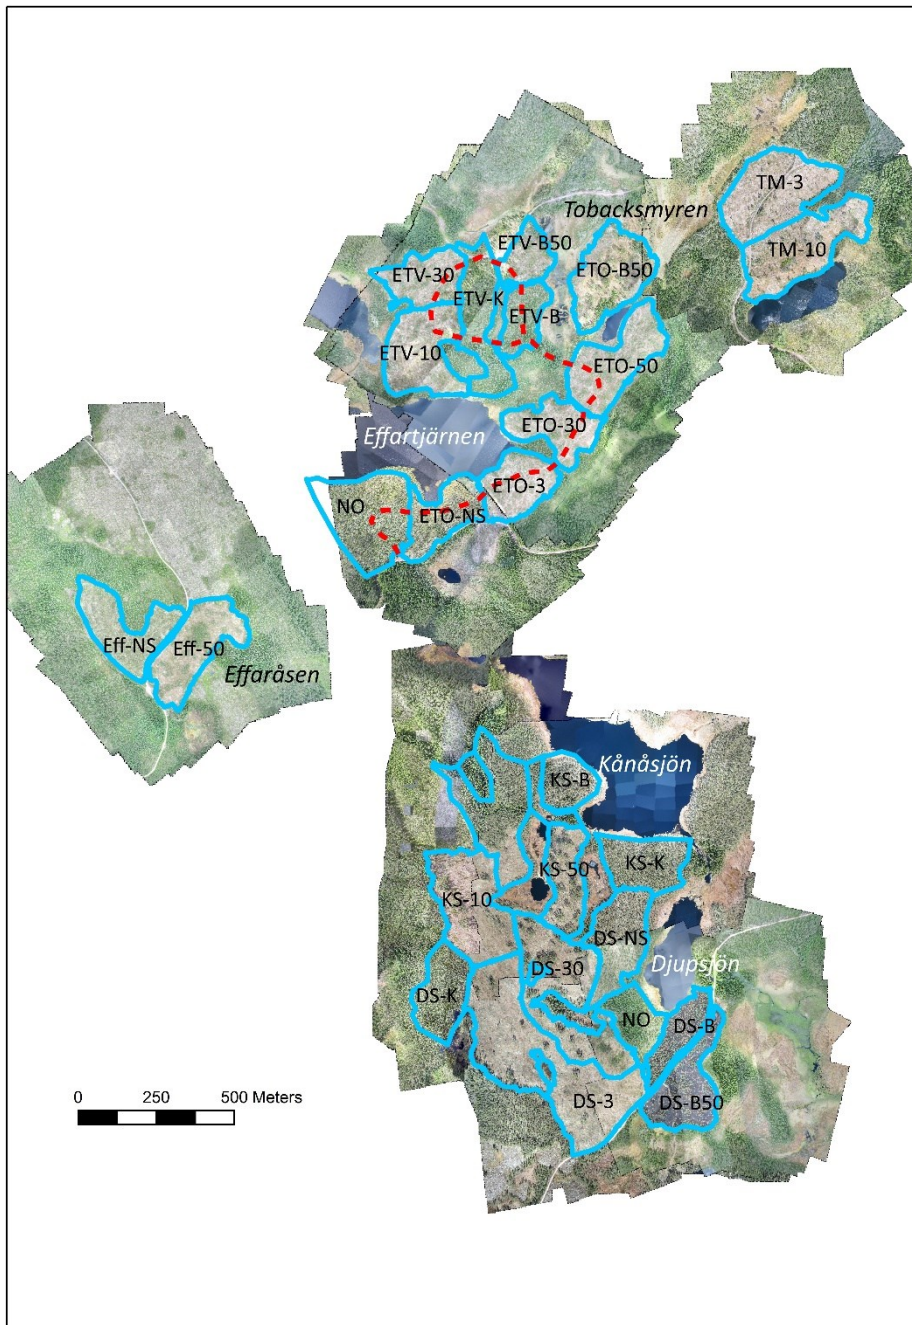 TM-3
Tobacksmyren
ETV-B50
TM-10
ETV-30
ETO-B50
ETV-K
ETV-B
ETV-10
ETO-50
ETO-30
Effartjärnen
ETO-3
NO
ETO-NS
Eff-NS
Eff-50
Effaråsen
Kånåsjön
KS-B
KS-50
KS-K
KS-10
DS-NS
Djupsjön
DS-30
DS-K
NO
DS-B
DS-3
DS-B50
0 250 500 Meters